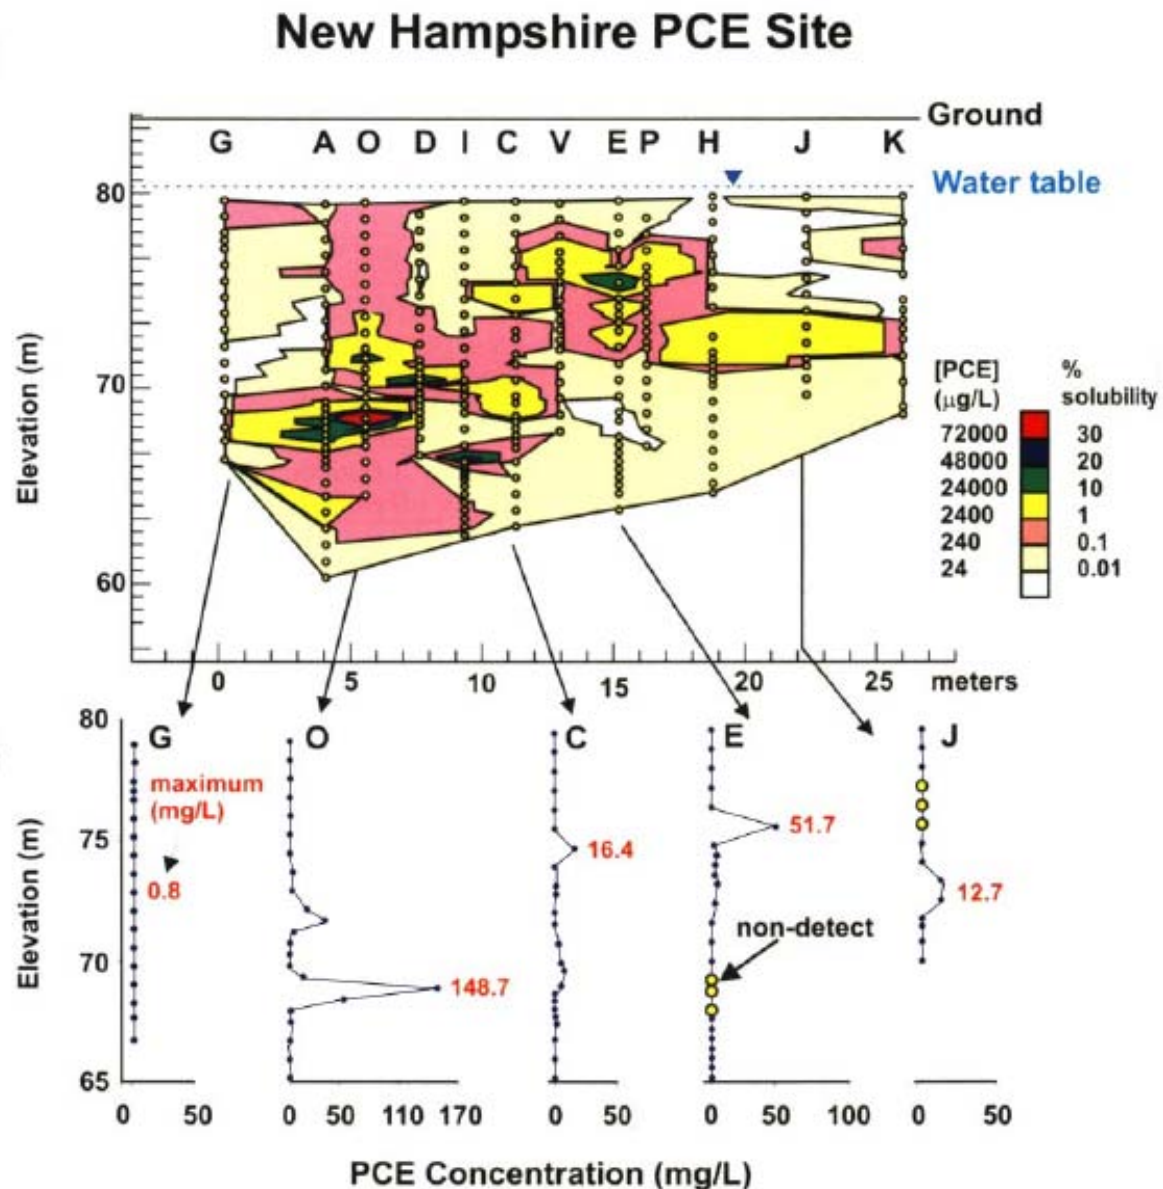 New Hampshire PCE Site
Ground
G A O D I C V E P H J K
Water table
80
70
60
Elevation (m)
[PCE] %
(µg/L) solubility
72000 30
48000 20
24000 10
2400 1
240 0.1
24 0.01
0 5 10 15 20 25 meters
80
75
70
65
Elevation (m)
G O C E J
maximum
(mg/L)
0.8
148.7
16.4
51.7
non-detect
12.7
0 50
0 50 110 170
0 50
0 50 100
0 50
PCE Concentration (mg/L)